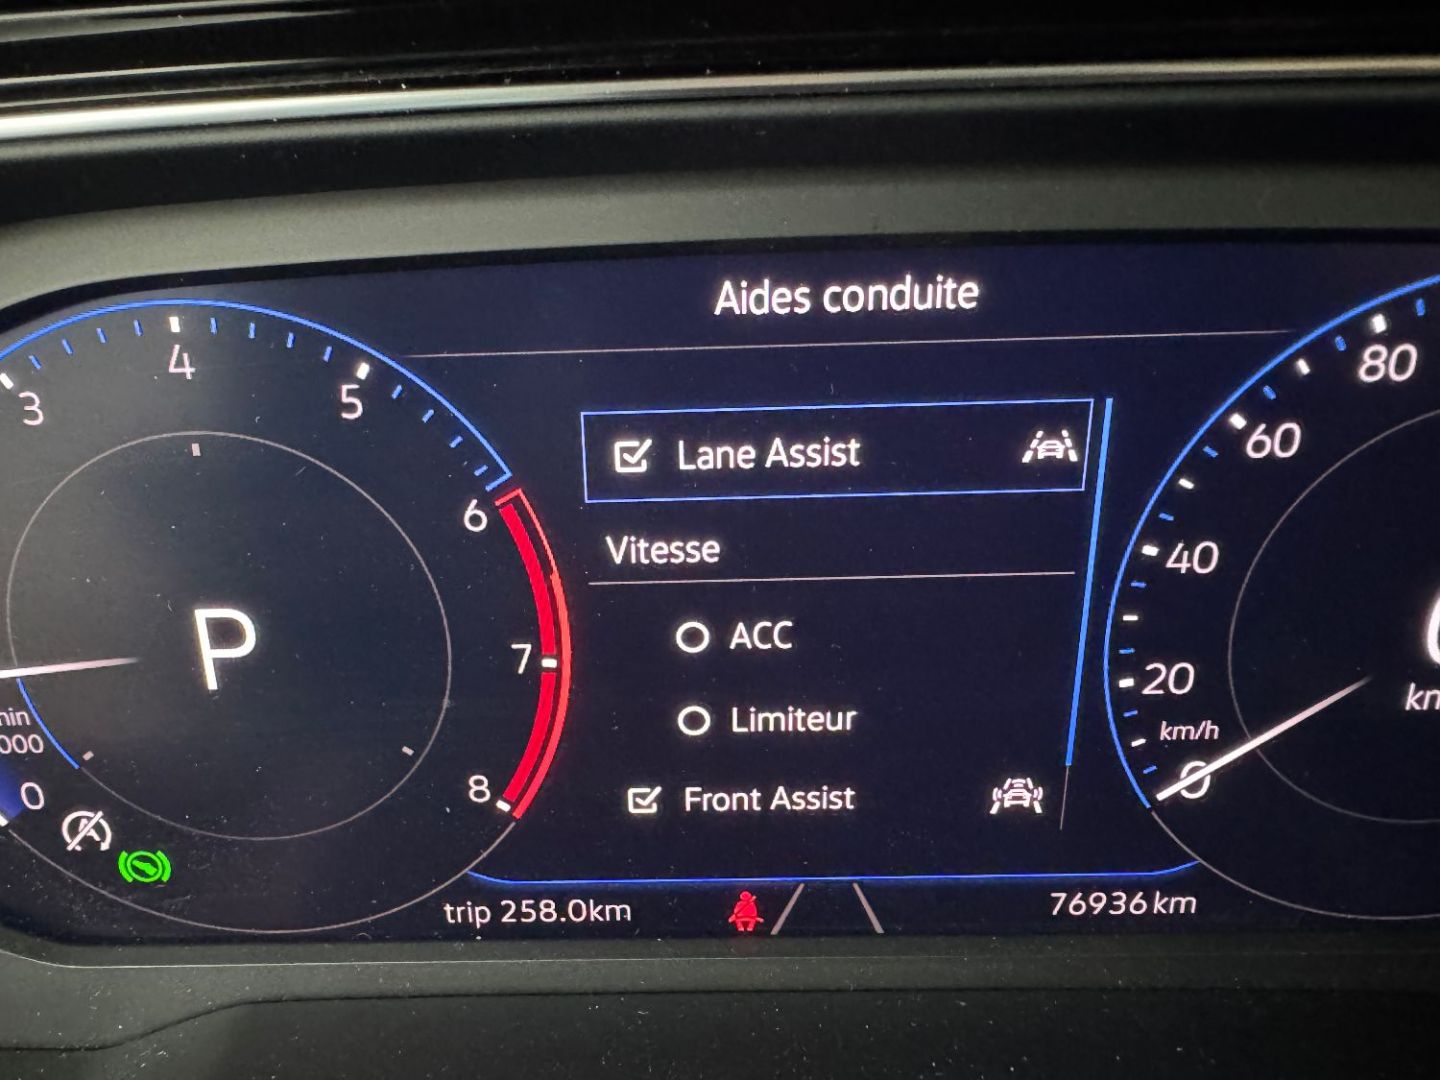 Aides conduite
3
4
5
6
7
8
P
000
0
Lane Assist
Vitesse
ACC
Limiteur
Front Assist
80
60
40
20
km/h
0
trip 258.0km
76936 km